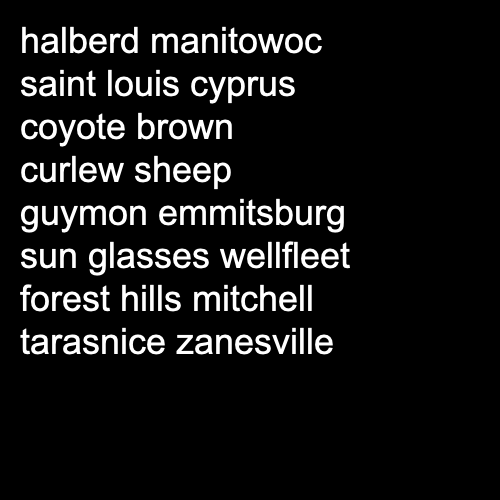 halberd manitowoc
saint louis cyprus
coyote brown
curlew sheep
guymon emmitsburg
sun glasses wellfleet
forest hills mitchell
tarasnice zanesville